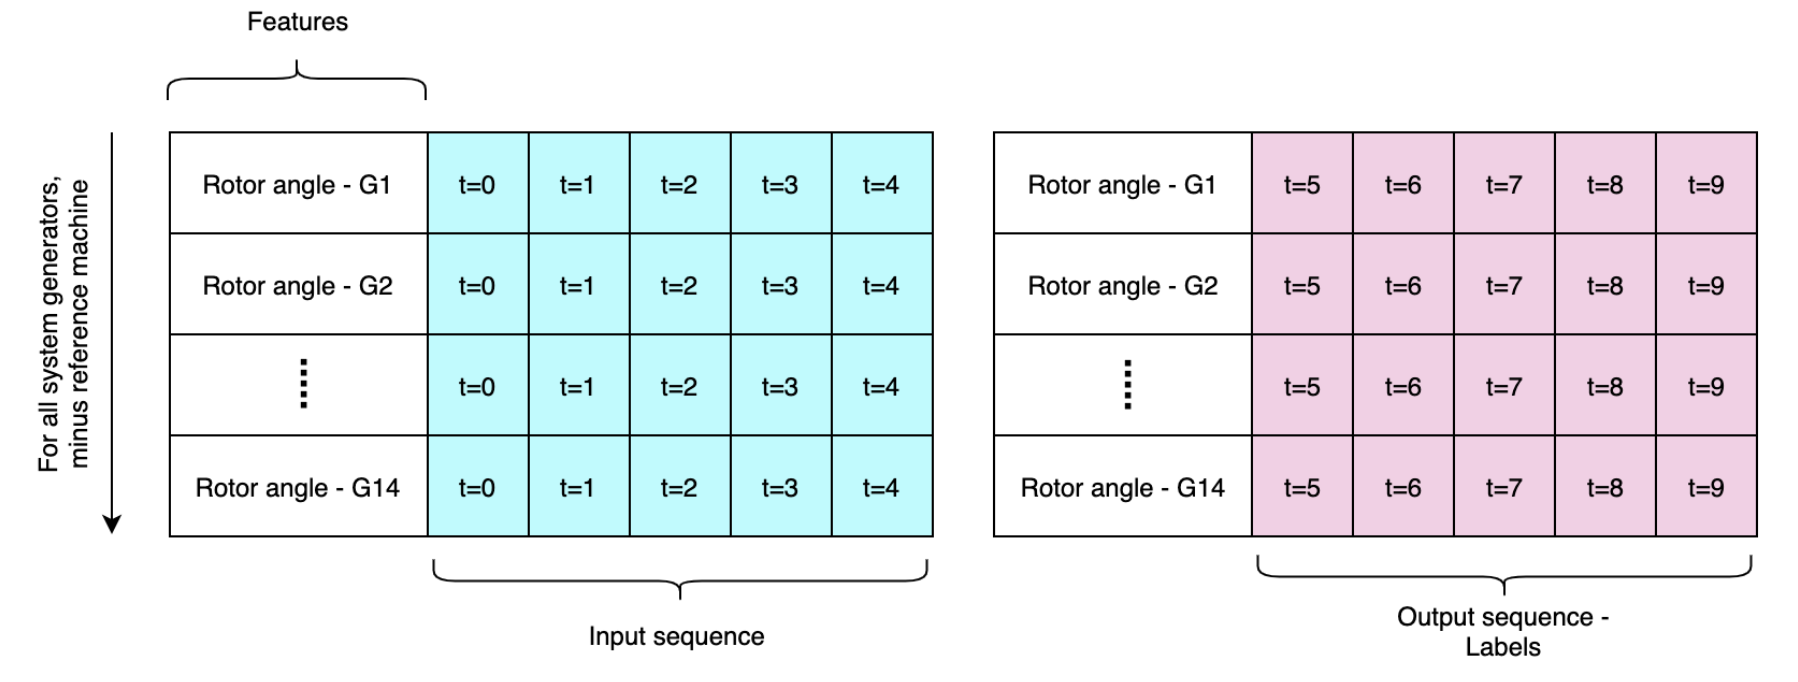 Features
For all system generators,
minus reference machine
Rotor angle - G1 t=0 t=1 t=2 t=3 t=4
Rotor angle - G2 t=0 t=1 t=2 t=3 t=4
t=0 t=1 t=2 t=3 t=4
Rotor angle - G14 t=0 t=1 t=2 t=3 t=4
Input sequence
Rotor angle - G1 t=5 t=6 t=7 t=8 t=9
Rotor angle - G2 t=5 t=6 t=7 t=8 t=9
t=5 t=6 t=7 t=8 t=9
Rotor angle - G14 t=5 t=6 t=7 t=8 t=9
Output sequence -
Labels